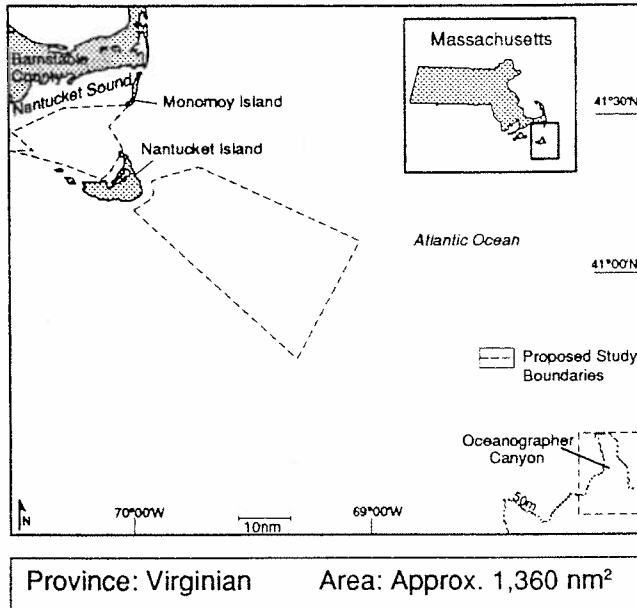 Massachusetts
Barnstable
County
Nantucket Sound
Monomoy Island
41°30'N
Nantucket Island
Atlantic Ocean
41°00'N
Proposed Study
Boundaries
Oceanographer
Canyon
50m
N
70°00'W
10nm
69°00'W
Province: Virginian Area: Approx. 1,360 nm²